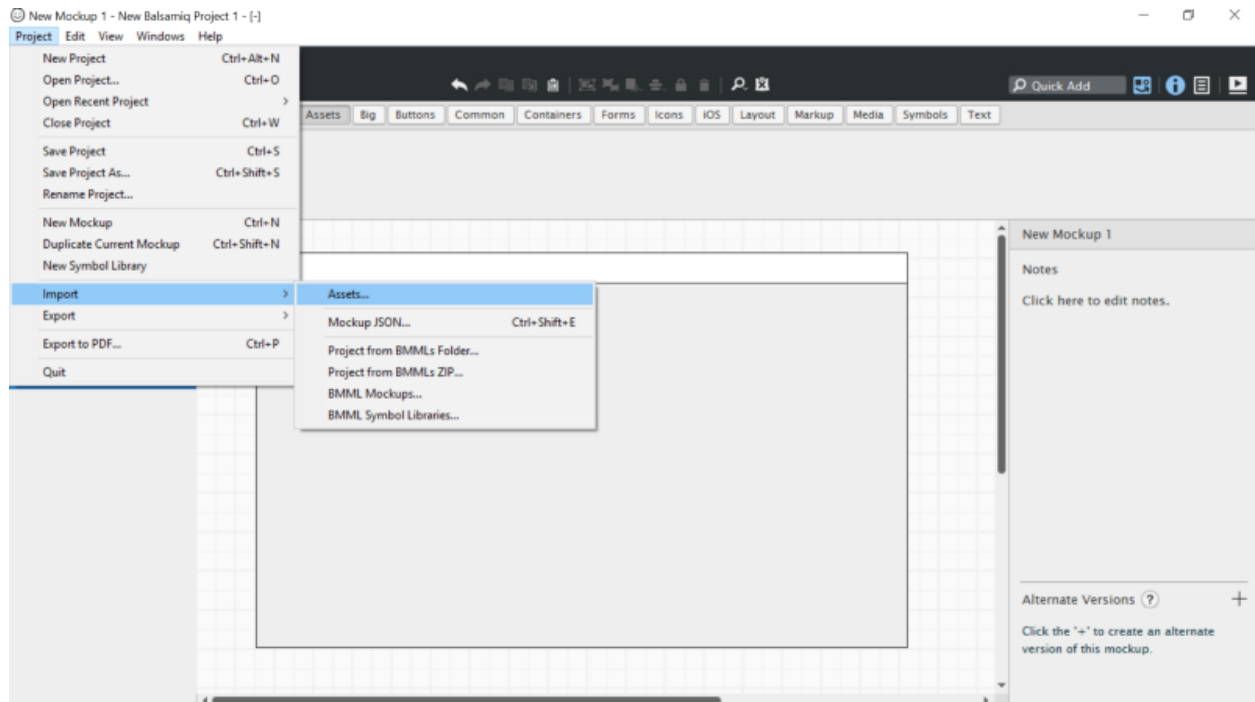 New Mockup 1 - New Balsamiq Project 1 - [-]
Project Edit View Windows Help
New Project Ctrl+Alt+N
Open Project... Ctrl+O
Open Recent Project >
Close Project Ctrl+W
Save Project Ctrl+S
Save Project As... Ctrl+Shift+S
Rename Project...
New Mockup Ctrl+N
Duplicate Current Mockup Ctrl+Shift+N
New Symbol Library
Import >
Export >
Export to PDF... Ctrl+P
Quit
Assets...
Mockup JSON... Ctrl+Shift+E
Project from BMMLs Folder...
Project from BMMLs ZIP...
BMML Mockups...
BMML Symbol Libraries...
Quick Add
Assets Big Buttons Common Containers Forms Icons iOS Layout Markup Media Symbols Text
New Mockup 1
Notes
Click here to edit notes.
Alternate Versions ? +
Click the '+' to create an alternate
version of this mockup.